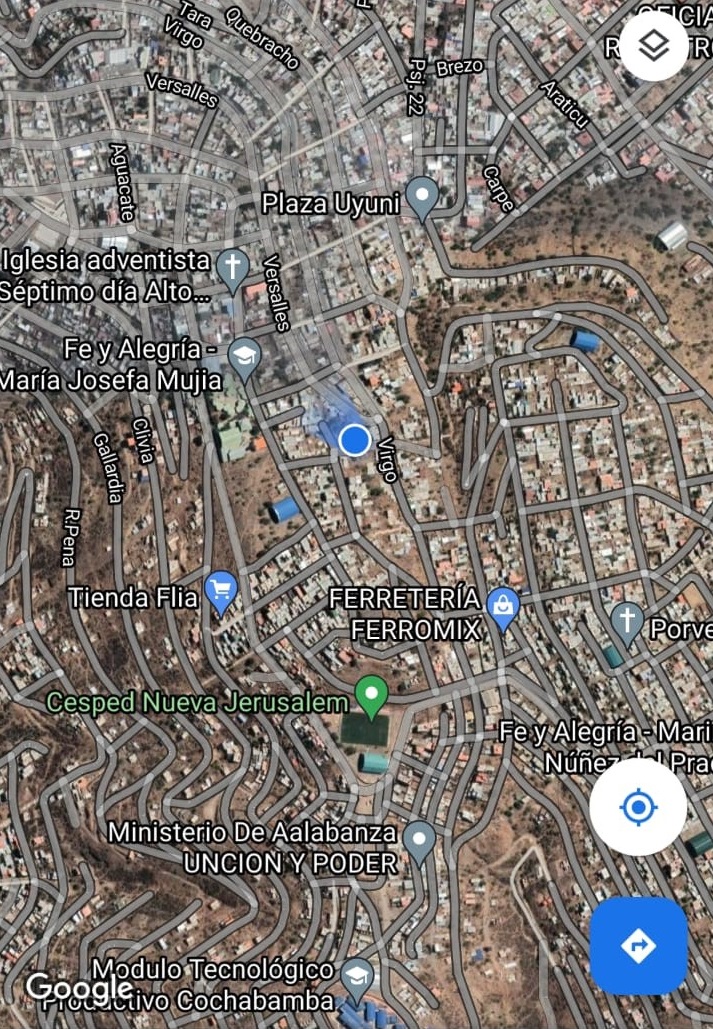 Tara
Virgo
Quebracho
Psj. 22
Brezo
Versalles
Araticu
Aguacate
Carpe
Plaza Uyuni
Iglesia adventista
Séptimo día Alto...
Versalles
Fe y Alegría -
María Josefa Mujia
Clivia
Gallardia
Virgo
R.Pena
Tienda Flia
FERRETERÍA
FERROMIX
Cesped Nueva Jerusalem
Fe y Alegría - Mari
Núñez del Prad
Ministerio De Aalabanza
UNCION Y PODER
Modulo Tecnológico
Productivo Cochabamba
Google